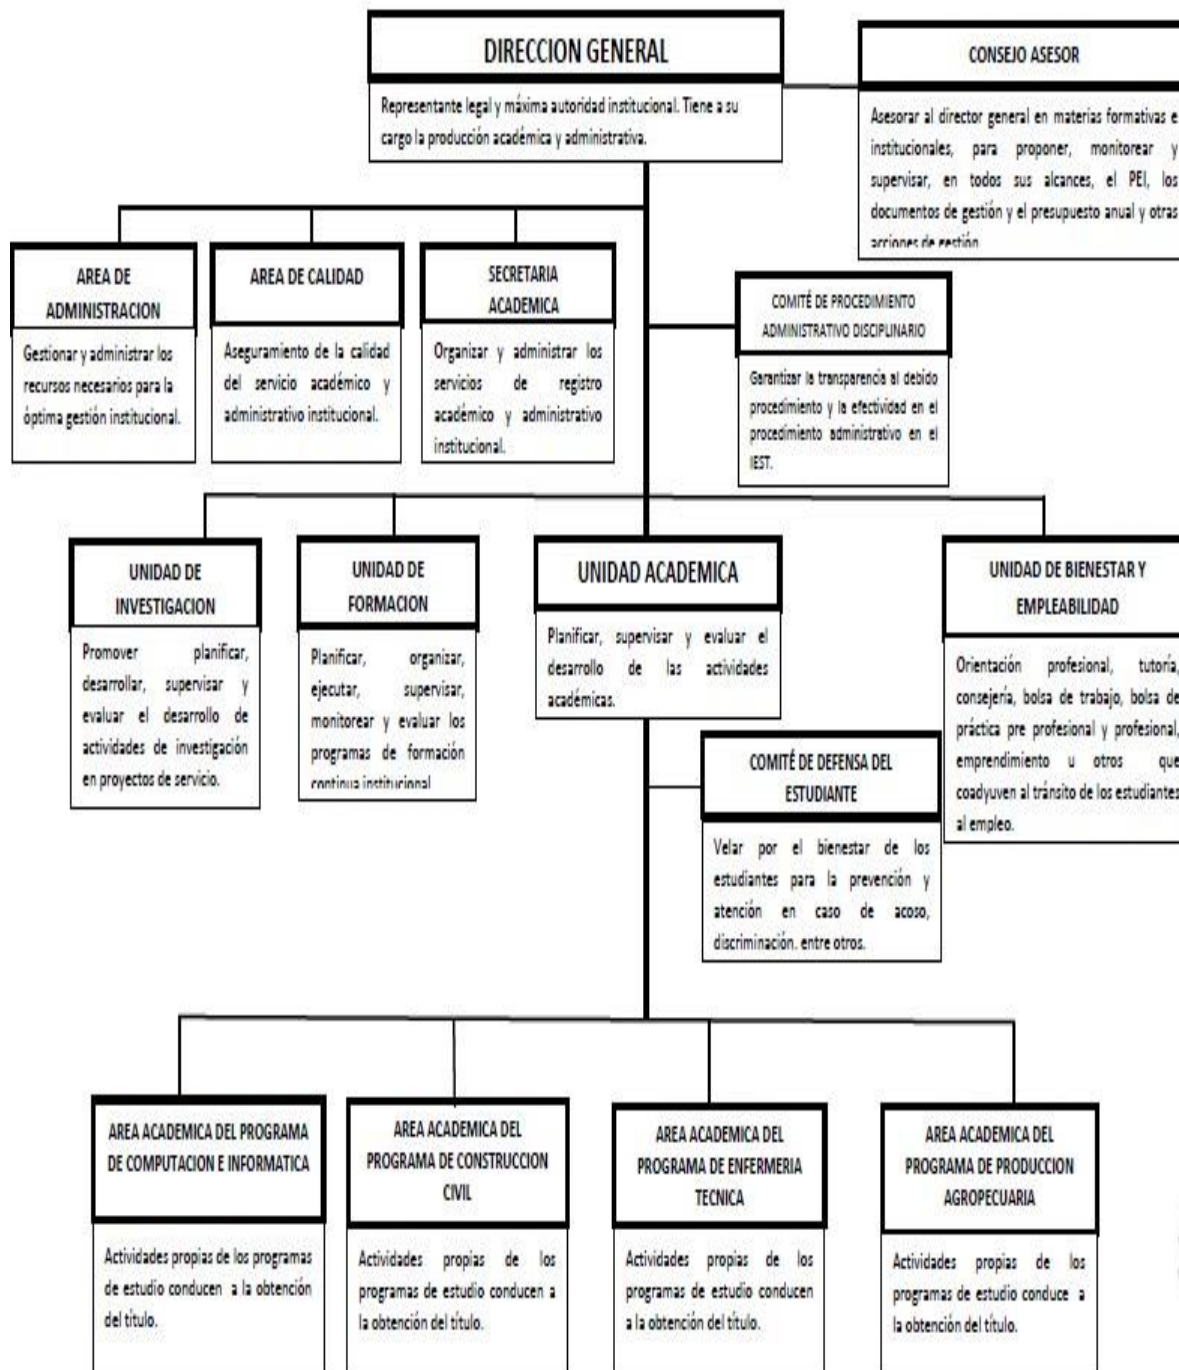 DIRECCION GENERAL
Representante legal y máxima autoridad institucional. Tiene a su
cargo la producción académica y administrativa.
CONSEJO ASESOR
Asesorar al director general en materias formativas e
institucionales, para proponer, monitorear y
supervisar, en todos sus alcances, el PEI, los
documentos de gestión y el presupuesto anual y otras
acciones de gestión
AREA DE
ADMINISTRACION
Gestionar y administrar los
recursos necesarios para la
óptima gestión institucional.
AREA DE CALIDAD
Aseguramiento de la calidad
del servicio académico y
administrativo institucional.
SECRETARIA
ACADEMICA
Organizar y administrar los
servicios de registro
académico y administrativo
institucional.
COMITÉ DE PROCEDIMIENTO
ADMINISTRATIVO DISCIPLINARIO
Garantizar la transparencia al debido
procedimiento y la efectividad en el
procedimiento administrativo en el
IEST.
UNIDAD DE
INVESTIGACION
Promover planificar,
desarrollar, supervisar y
evaluar el desarrollo de
actividades de investigación
en proyectos de servicio.
UNIDAD DE
FORMACION
Planificar, organizar,
ejecutar, supervisar,
monitorear y evaluar los
programas de formación
continua institucional
UNIDAD ACADEMICA
Planificar, supervisar y evaluar el
desarrollo de las actividades
académicas.
UNIDAD DE BIENESTAR Y
EMPLEABILIDAD
Orientación profesional, tutoría,
consejería, bolsa de trabajo, bolsa de
práctica pre profesional y profesional,
emprendimiento u otros que
coadyuven al tránsito de los estudiantes
al empleo.
COMITÉ DE DEFENSA DEL
ESTUDIANTE
Velar por el bienestar de los
estudiantes para la prevención y
atención en caso de acoso,
discriminación. entre otros.
AREA ACADEMICA DEL PROGRAMA
DE COMPUTACION E INFORMATICA
Actividades propias de los programas
de estudio conducen a la obtención
del título.
AREA ACADEMICA DEL
PROGRAMA DE CONSTRUCCION
CIVIL
Actividades propias de los
programas de estudio conducen a
la obtención del título.
AREA ACADEMICA DEL
PROGRAMA DE ENFERMERIA
TECNICA
Actividades propias de los
programas de estudio conducen
a la obtención del título.
AREA ACADEMICA DEL
PROGRAMA DE PRODUCCION
AGROPECUARIA
Actividades propias de los
programas de estudio conduce a
la obtención del título.